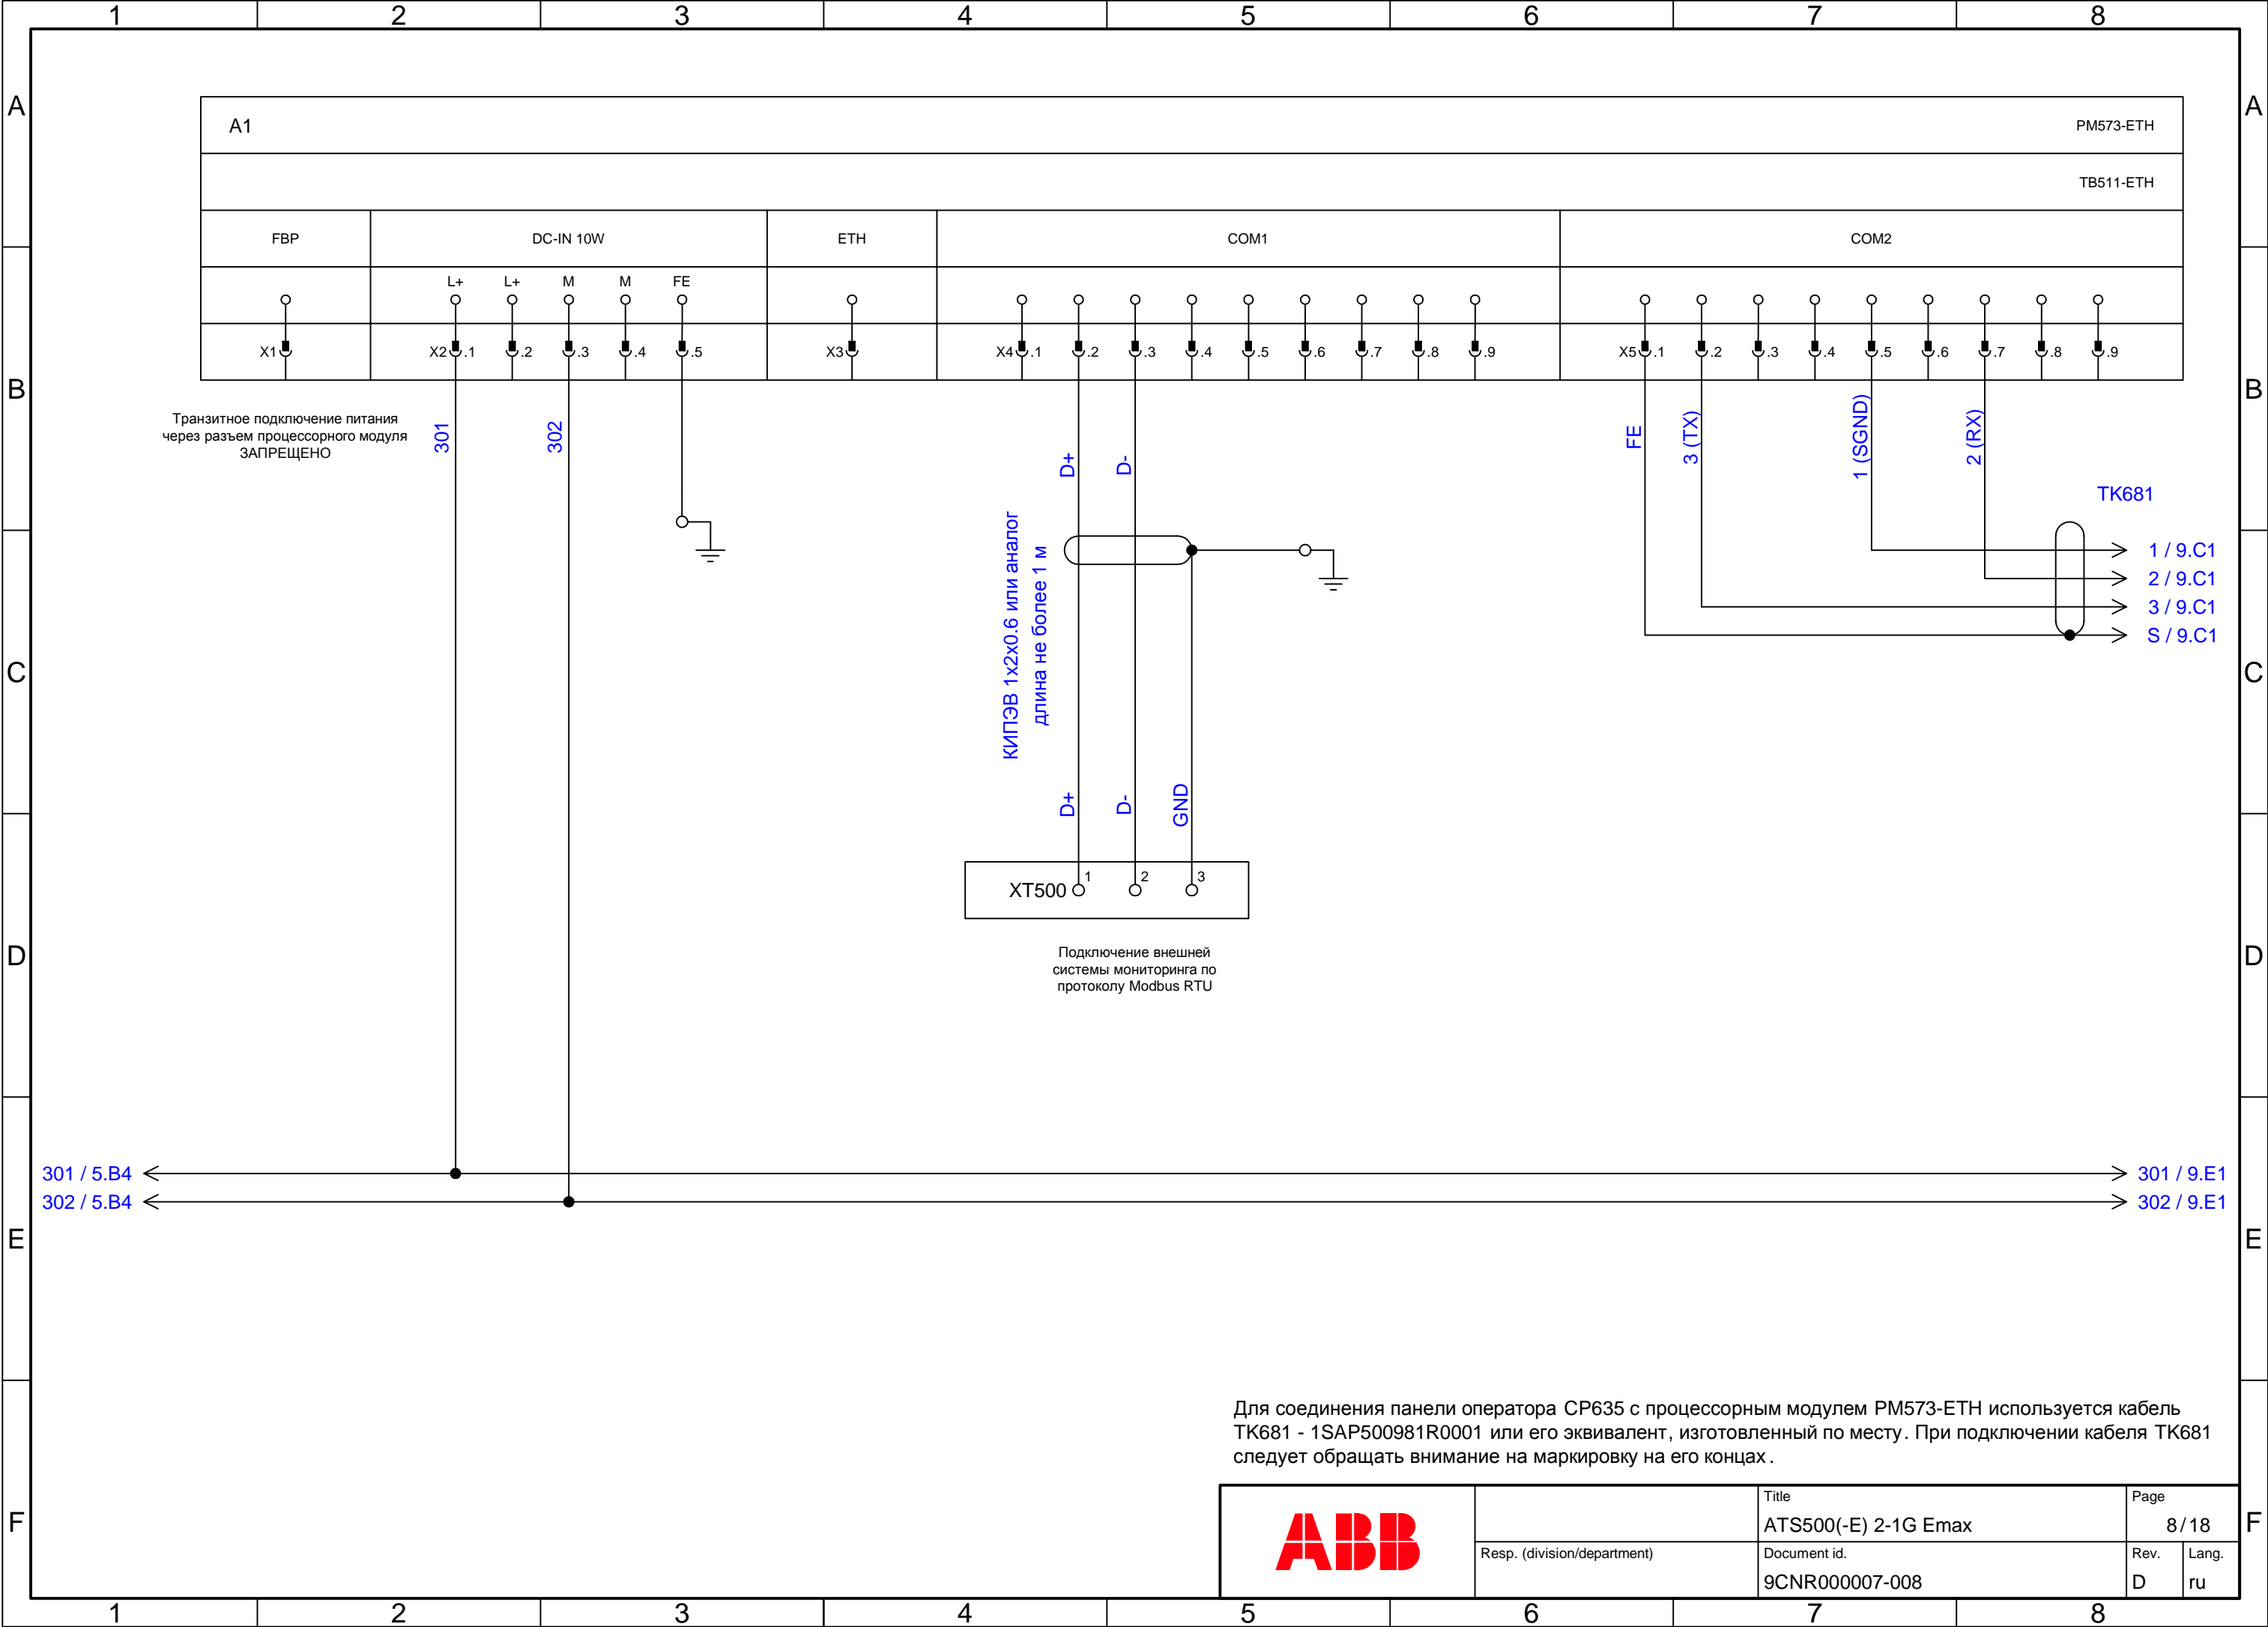 1 2 3 4 5 6 7 8
A A
A1 PM573-ETH
TB511-ETH
FBP DC-IN 10W ETH COM1 COM2
L+ L+ M M FE
X1 X2 .1 .2 .3 .4 .5 X3 X4 .1 .2 .3 .4 .5 .6 .7 .8 .9 X5 .1 .2 .3 .4 .5 .6 .7 .8 .9
B B
Транзитное подключение питания
через разъем процессорного модуля
ЗАПРЕЩЕНО
301
302
D+
D-
FE
3 (TX)
1 (SGND)
2 (RX)
TK681
1 / 9.C1
2 / 9.C1
3 / 9.C1
S / 9.C1
КИПЭВ 1x2x0.6 или аналог
длина не более 1 м
C C
D+
D-
GND
XT500 1 2 3
Подключение внешней
системы мониторинга по
протоколу Modbus RTU
D D
301 / 5.B4 301 / 9.E1
302 / 5.B4 302 / 9.E1
E E
Для соединения панели оператора CP635 с процессорным модулем PM573-ETH используется кабель
TK681 - 1SAP500981R0001 или его эквивалент, изготовленный по месту. При подключении кабеля TK681
следует обращать внимание на маркировку на его концах.
F F
ABB
Title
ATS500(-E) 2-1G Emax
Page
8/18
Resp. (division/department)
Document id.
9CNR000007-008
Rev.
D
Lang.
ru
1 2 3 4 5 6 7 8